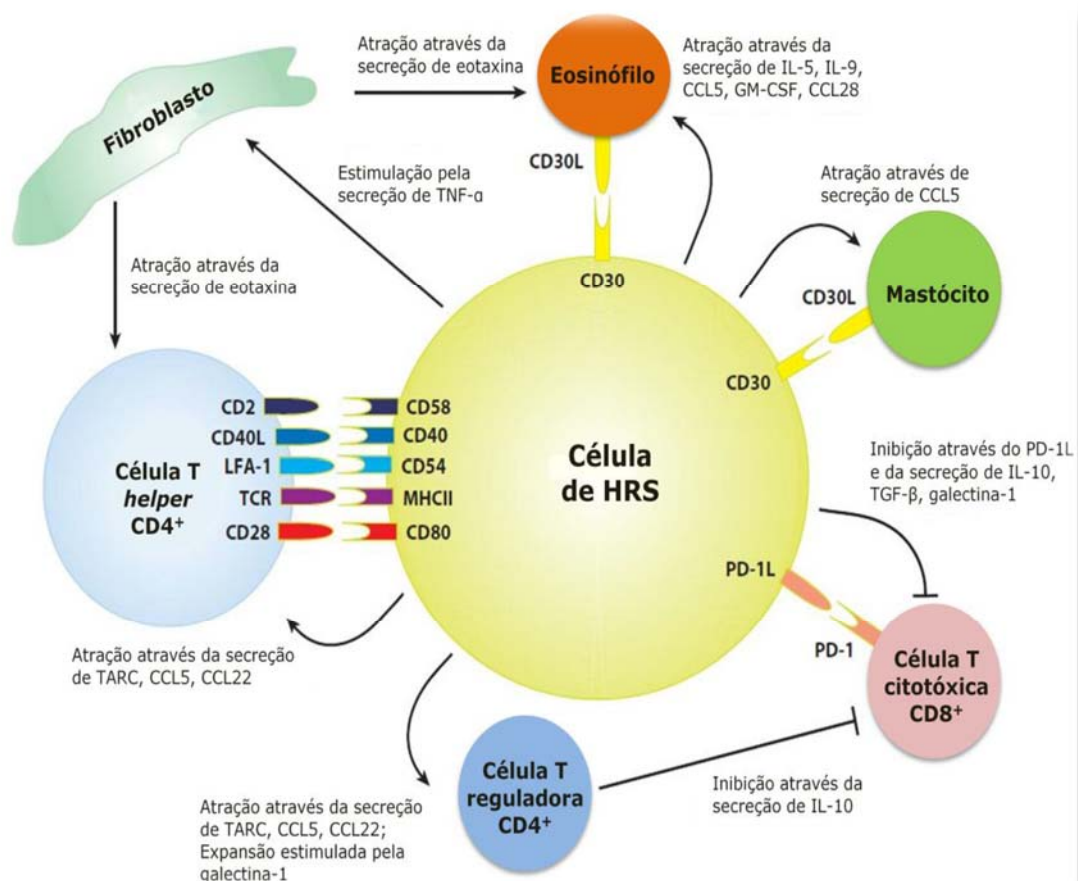 Fibroblasto
Atração através da
secreção de eotaxina
Eosinófilo
Atração através da
secreção de IL-5, IL-9,
CCL5, GM-CSF, CCL28
Estimulação pela
secreção de TNF-α
CD30L
CD30
Atração através de
secreção de CCL5
CD30L
Mastócito
CD30
Atração através da
secreção de eotaxina
Célula T
helper
CD4⁺
CD2
CD40L
LFA-1
TCR
CD28
CD58
CD40
CD54
MHCII
CD80
Célula
de HRS
Inibição através do PD-1L
e da secreção de IL-10,
TGF-β, galectina-1
PD-1L
PD-1
Célula T
citotóxica
CD8⁺
Atração através da secreção
de TARC, CCL5, CCL22
Célula T
reguladora
CD4⁺
Inibição através da
secreção de IL-10
Atração através da secreção
de TARC, CCL5, CCL22;
Expansão estimulada pela
galectina-1